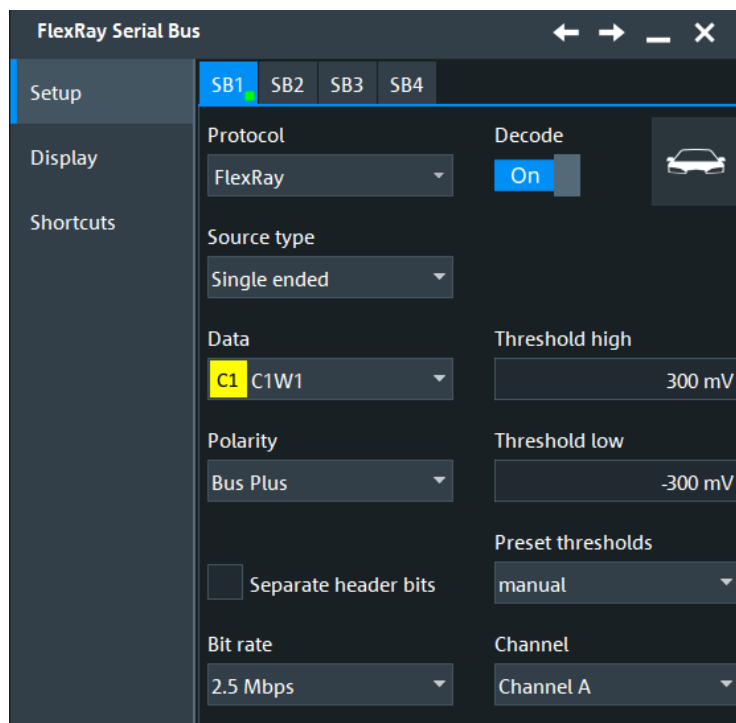 FlexRay Serial Bus
Setup
Display
Shortcuts
SB1 SB2 SB3 SB4
Protocol Decode
FlexRay On
Source type
Single ended
Data Threshold high
C1 C1W1 300 mV
Polarity Threshold low
Bus Plus -300 mV
Preset thresholds
Separate header bits manual
Bit rate Channel
2.5 Mbps Channel A